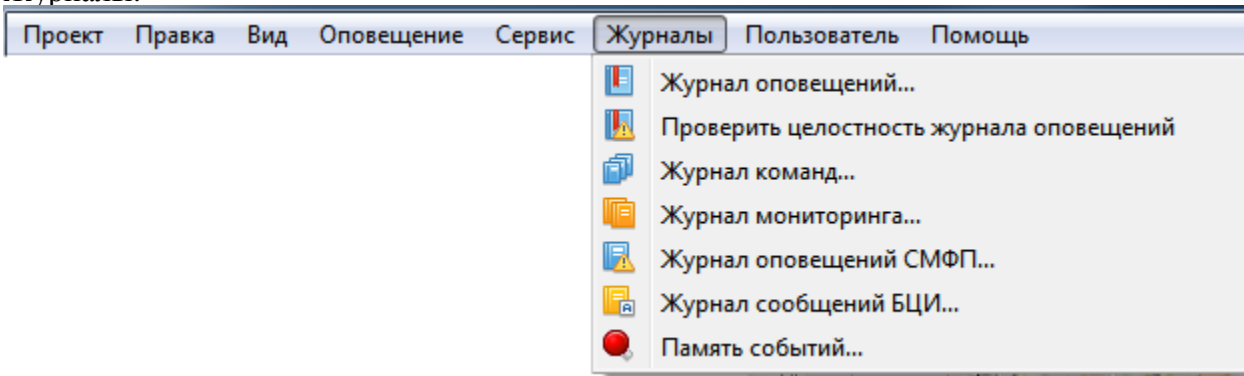 Журналы.
Проект Правка Вид Оповещение Сервис Журналы Пользователь Помощь
Журнал оповещений...
Проверить целостность журнала оповещений
Журнал команд...
Журнал мониторинга...
Журнал оповещений СМФП...
Журнал сообщений БЦИ...
Память событий...